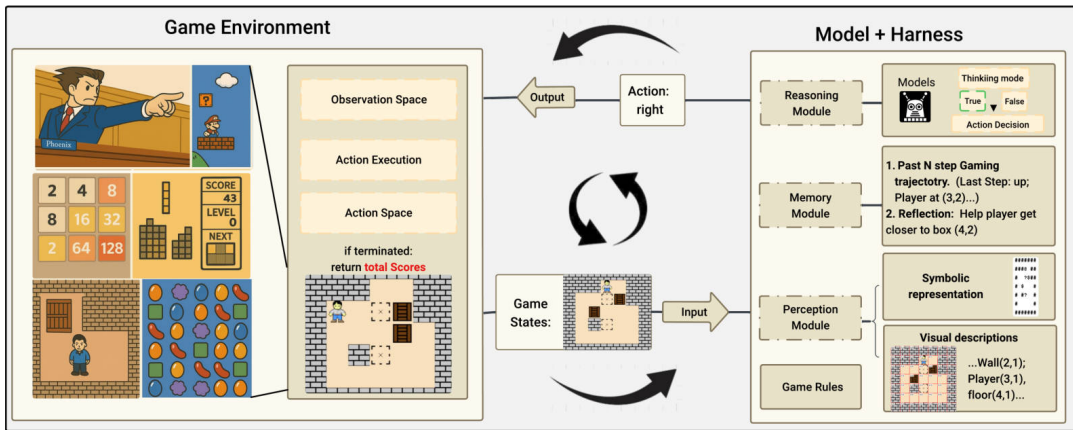 Game Environment
Phoenix
?
2 4 8
8 16 32
2 64 128
SCORE
43
LEVEL
0
NEXT
Observation Space
Action Execution
Action Space
if terminated:
return total Scores
Output
Action:
right
Game
States:
Input
Model + Harness
Reasoning
Module
Models
Thinkiing mode
True
False
Action Decision
Memory
Module
1. Past N step Gaming
trajectotry. (Last Step: up;
Player at (3,2)...)
2. Reflection: Help player get
closer to box (4,2)
Perception
Module
Symbolic
representation
Visual descriptions
...Wall(2,1);
Player(3,1),
floor(4,1)...
Game Rules